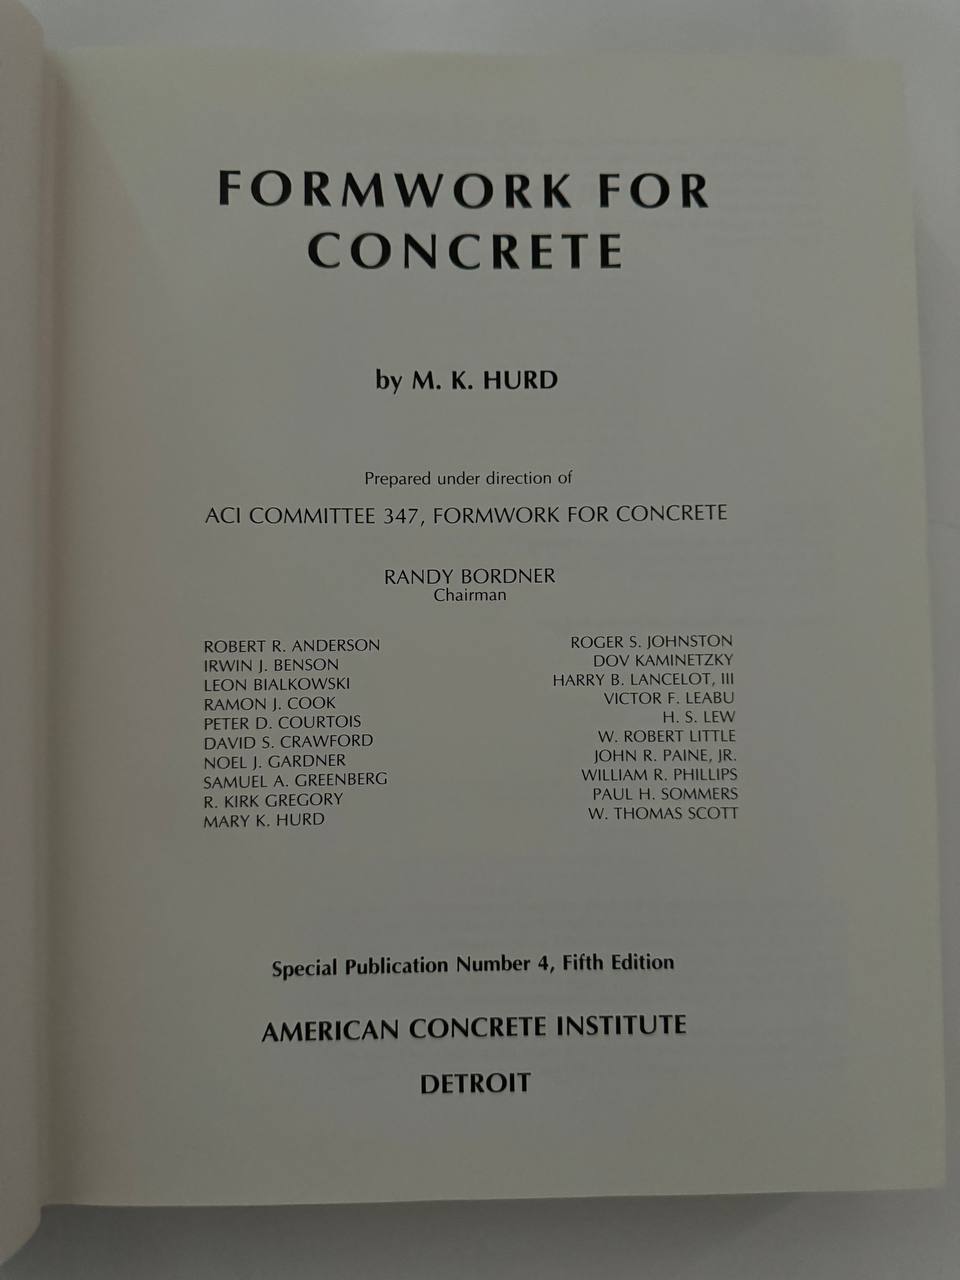 FORMWORK FOR
CONCRETE
by M. K. HURD
Prepared under direction of
ACI COMMITTEE 347, FORMWORK FOR CONCRETE
RANDY BORDNER
Chairman
ROBERT R. ANDERSON
IRWIN J. BENSON
LEON BIALKOWSKI
RAMON J. COOK
PETER D. COURTOIS
DAVID S. CRAWFORD
NOEL J. GARDNER
SAMUEL A. GREENBERG
R. KIRK GREGORY
MARY K. HURD
ROGER S. JOHNSTON
DOV KAMINETZKY
HARRY B. LANCELOT, III
VICTOR F. LEABU
H. S. LEW
W. ROBERT LITTLE
JOHN R. PAINE, JR.
WILLIAM R. PHILLIPS
PAUL H. SOMMERS
W. THOMAS SCOTT
Special Publication Number 4, Fifth Edition
AMERICAN CONCRETE INSTITUTE
DETROIT